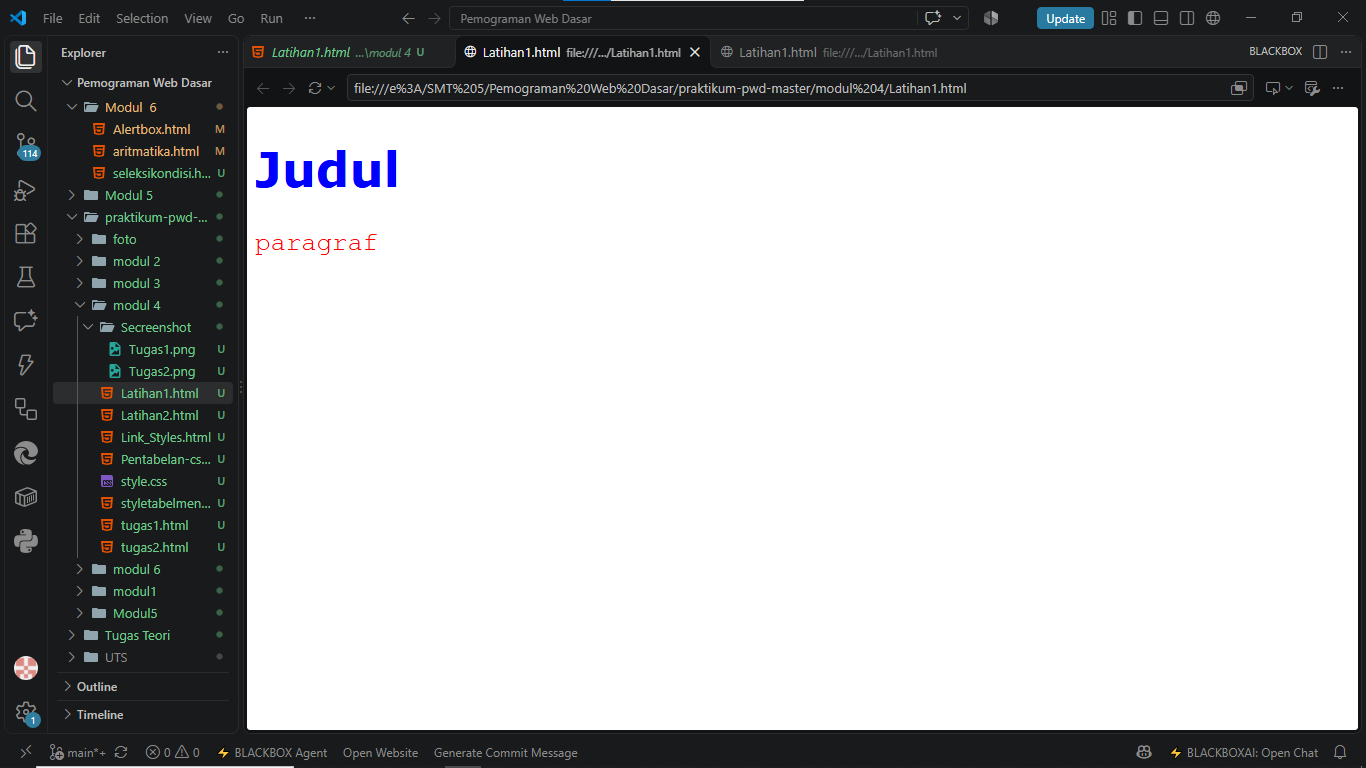 File Edit Selection View Go Run ··· Pemograman Web Dasar Update
Explorer ···
Pemograman Web Dasar
Modul 6
Alertbox.html M
aritmatika.html M
seleksikondisi.h... U
Modul 5
praktikum-pwd-...
foto
modul 2
modul 3
modul 4
Secreenshot
Tugas1.png U
Tugas2.png U
Latihan1.html U
Latihan2.html U
Link_Styles.html U
Pentabelan-cs... U
style.css U
styletabelmen... U
tugas1.html U
tugas2.html U
modul 6
modul1
Modul5
Tugas Teori
UTS
Outline
Timeline
114
1
Latihan1.html ...\modul 4 U Latihan1.html file:///.../Latihan1.html Latihan1.html file:///.../Latihan1.html BLACKBOX ···
file:///e%3A/SMT%205/Pemograman%20Web%20Dasar/praktikum-pwd-master/modul%204/Latihan1.html ···
Judul
paragraf
main*+ 0 0 BLACKBOX Agent Open Website Generate Commit Message BLACKBOXAI: Open Chat